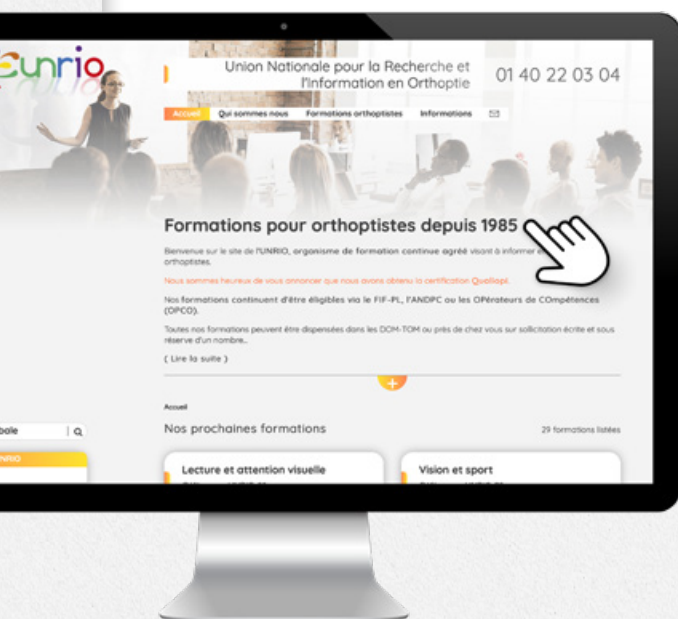 unrio
Union Nationale pour la Recherche et
l'Information en Orthoptie
01 40 22 03 04
Accueil Qui sommes nous Formations orthoptistes Informations
Formations pour orthoptistes depuis 1985
Bienvenue sur le site de l'UNRIO, organisme de formation continue agréé visant à informer
orthoptistes.
Nous sommes heureux de vous annoncer que nous avons obtenu la certification Qualiopi.
Nos formations continuent d'être éligibles via le FIF-PL, l'ANDPC ou les OPérateurs de COmpétences
(OPCO).
Toutes nos formations peuvent être dispensées dans les DOM-TOM ou près de chez vous sur sollicitation écrite et sous
réserve d'un nombre...
( Lire la suite )
+
Accueil
Nos prochaines formations
29 formations listées
Lecture et attention visuelle
Vision et sport